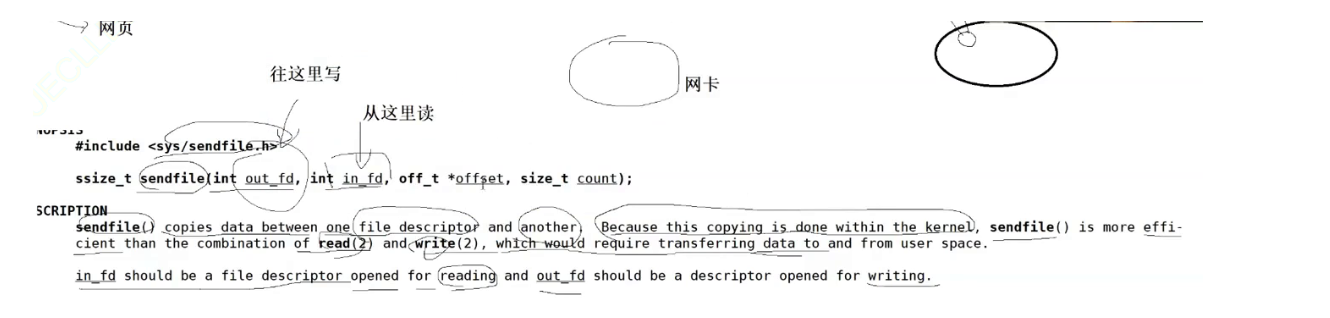 网页
往这里写
网卡
从这里读
#include <sys/sendfile.h>
ssize_t sendfile(int out_fd, int in_fd, off_t *offset, size_t count);
SCRIPTION
sendfile() copies data between one file descriptor and another. Because this copying is done within the kernel, sendfile() is more effi-
cient than the combination of read(2) and write(2), which would require transferring data to and from user space.
in_fd should be a file descriptor opened for reading and out_fd should be a descriptor opened for writing.